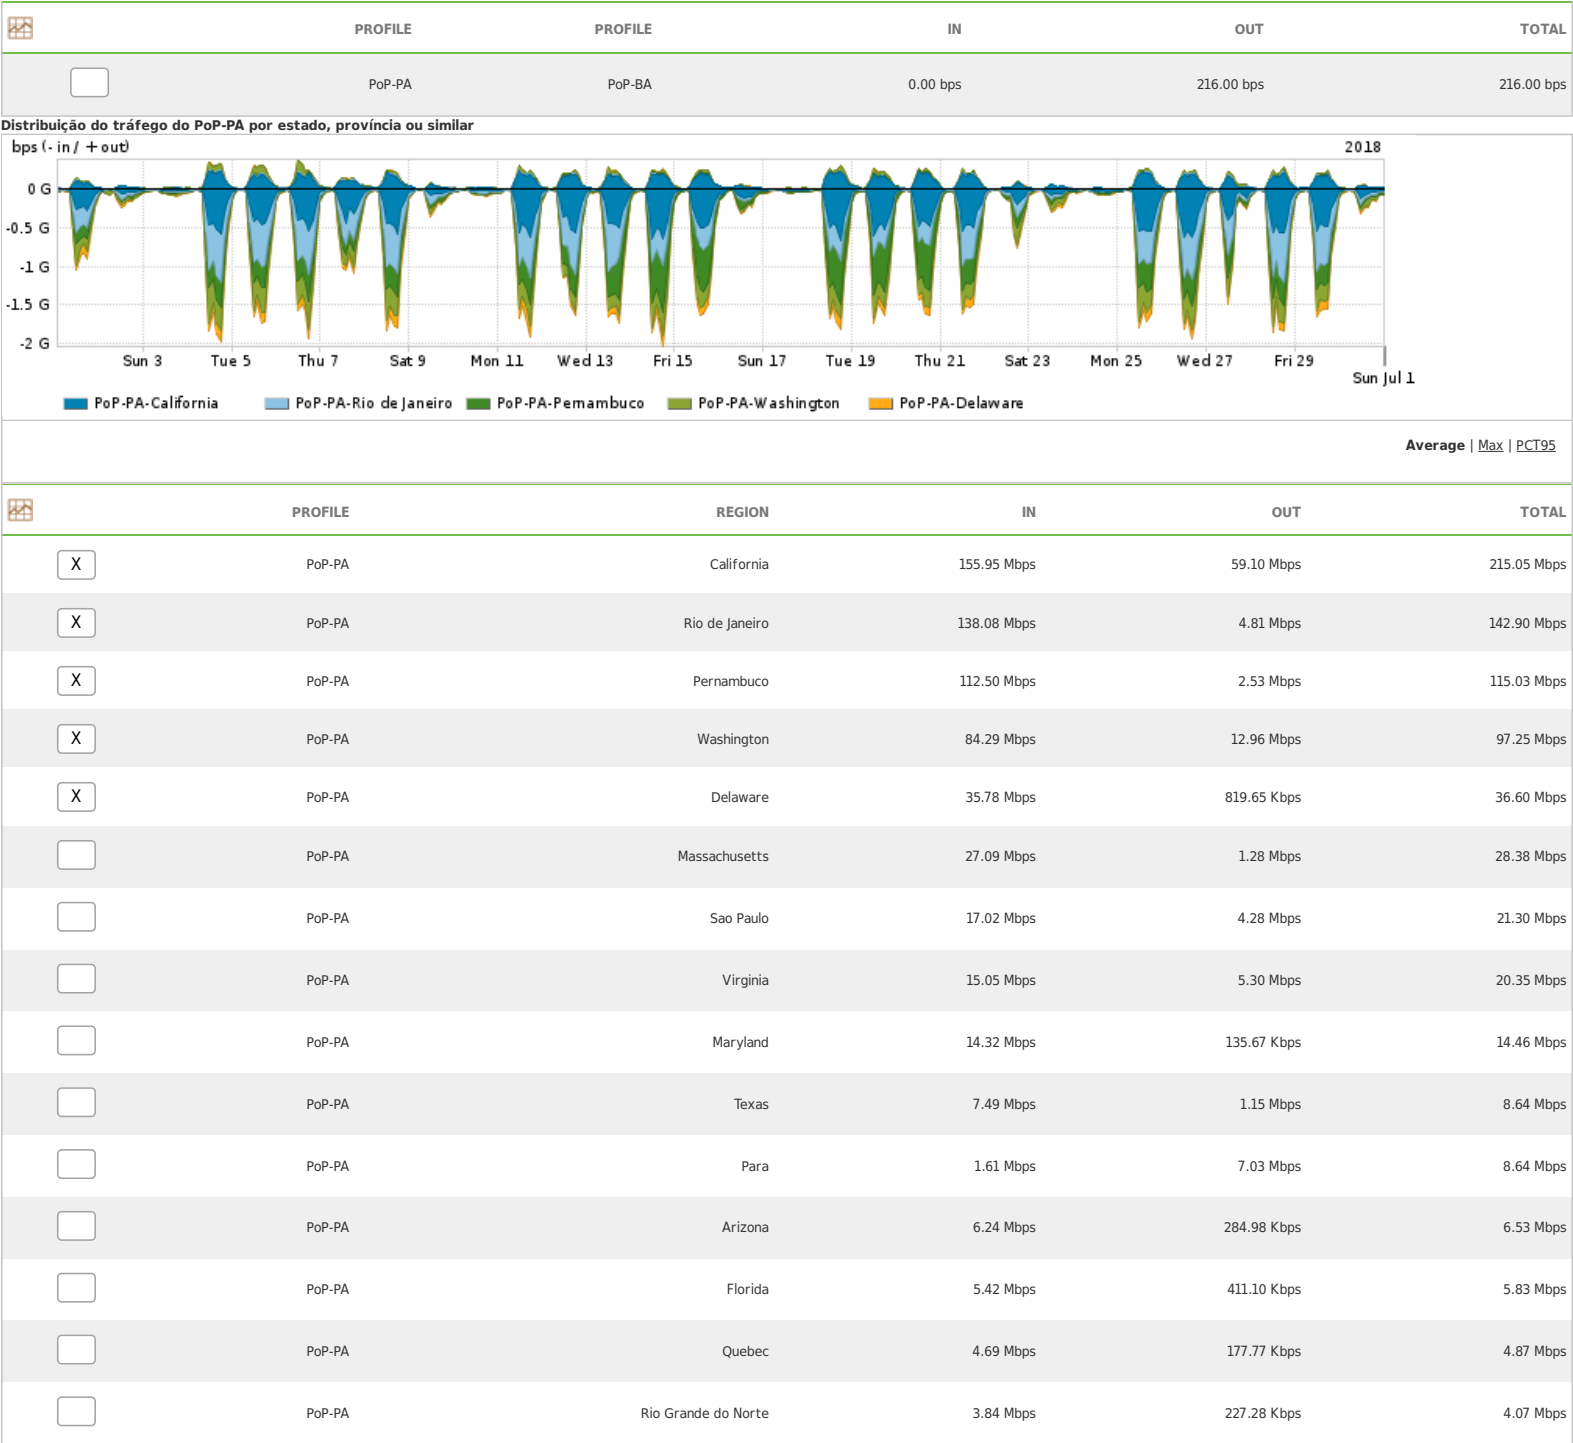 PROFILE PROFILE IN OUT TOTAL
PoP-PA PoP-BA 0.00 bps 216.00 bps 216.00 bps
Distribuição do tráfego do PoP-PA por estado, província ou similar
bps (- in / + out) 2018
0 G
-0.5 G
-1 G
-1.5 G
-2 G
Sun 3 Tue 5 Thu 7 Sat 9 Mon 11 Wed 13 Fri 15 Sun 17 Tue 19 Thu 21 Sat 23 Mon 25 Wed 27 Fri 29
Sun Jul 1
PoP-PA-California PoP-PA-Rio de Janeiro PoP-PA-Pernambuco PoP-PA-Washington PoP-PA-Delaware
Average | Max | PCT95
PROFILE REGION IN OUT TOTAL
X PoP-PA California 155.95 Mbps 59.10 Mbps 215.05 Mbps
X PoP-PA Rio de Janeiro 138.08 Mbps 4.81 Mbps 142.90 Mbps
X PoP-PA Pernambuco 112.50 Mbps 2.53 Mbps 115.03 Mbps
X PoP-PA Washington 84.29 Mbps 12.96 Mbps 97.25 Mbps
X PoP-PA Delaware 35.78 Mbps 819.65 Kbps 36.60 Mbps
PoP-PA Massachusetts 27.09 Mbps 1.28 Mbps 28.38 Mbps
PoP-PA Sao Paulo 17.02 Mbps 4.28 Mbps 21.30 Mbps
PoP-PA Virginia 15.05 Mbps 5.30 Mbps 20.35 Mbps
PoP-PA Maryland 14.32 Mbps 135.67 Kbps 14.46 Mbps
PoP-PA Texas 7.49 Mbps 1.15 Mbps 8.64 Mbps
PoP-PA Para 1.61 Mbps 7.03 Mbps 8.64 Mbps
PoP-PA Arizona 6.24 Mbps 284.98 Kbps 6.53 Mbps
PoP-PA Florida 5.42 Mbps 411.10 Kbps 5.83 Mbps
PoP-PA Quebec 4.69 Mbps 177.77 Kbps 4.87 Mbps
PoP-PA Rio Grande do Norte 3.84 Mbps 227.28 Kbps 4.07 Mbps